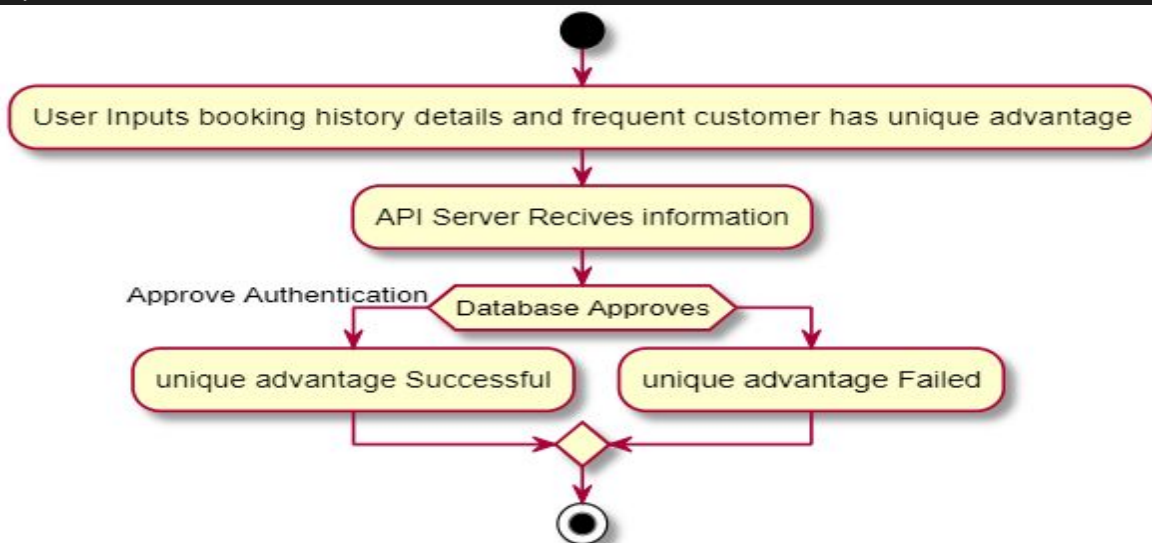 User Inputs booking history details and frequent customer has unique advantage
API Server Recives information
Approve Authentication
Database Approves
unique advantage Successful
unique advantage Failed